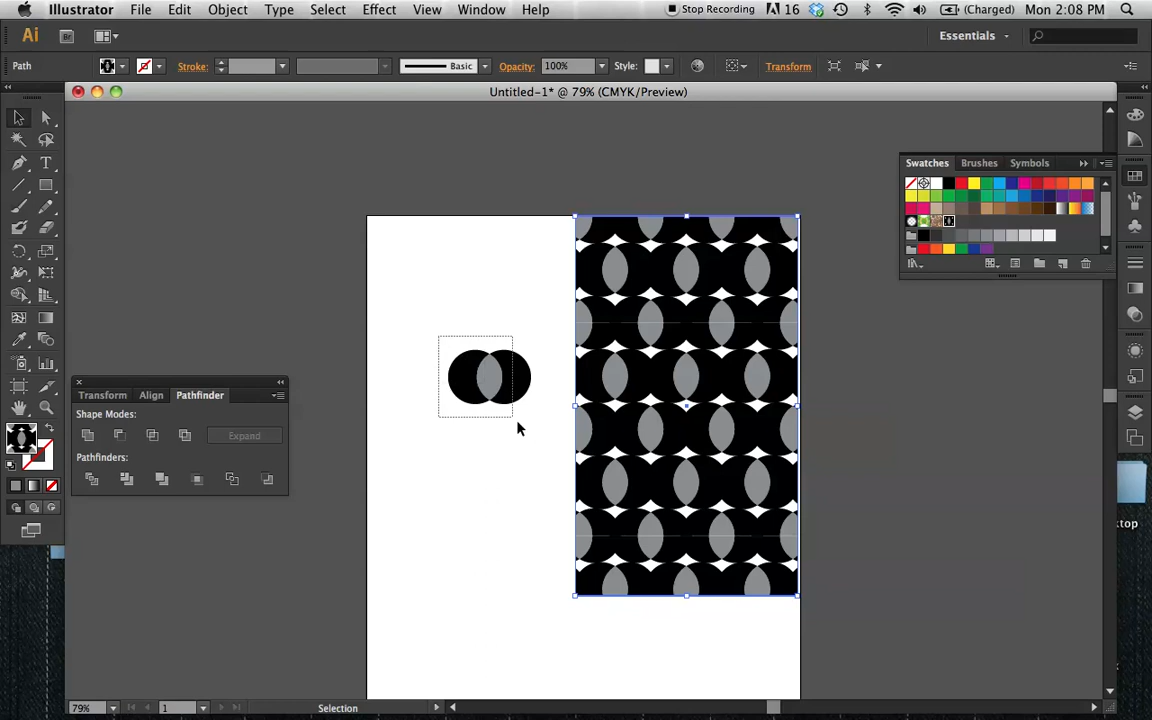 Illustrator File Edit Object Type Select Effect View Window Help
Stop Recording 16 (Charged) Mon 2:08 PM
Ai Br Essentials
Path Stroke: Basic Opacity: 100% Style: Transform
Untitled-1* @ 79% (CMYK/Preview)
Swatches Brushes Symbols
T
Transform Align Pathfinder
Shape Modes:
Expand
Pathfinders:
ktop
79% 1 Selection